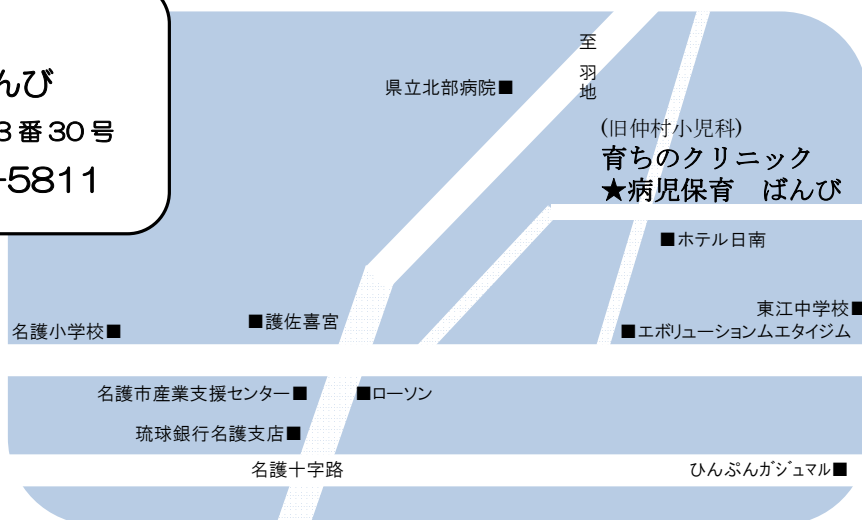 んび
3番30号
-5811
至 羽地
県立北部病院■
(旧仲村小児科)
育ちのクリニック
★病児保育　ばんび
■ホテル日南
東江中学校■
■護佐喜宮
名護小学校■
■エボリューションムエタイジム
名護市産業支援センター■
■ローソン
琉球銀行名護支店■
名護十字路
ひんぷんガジュマル■